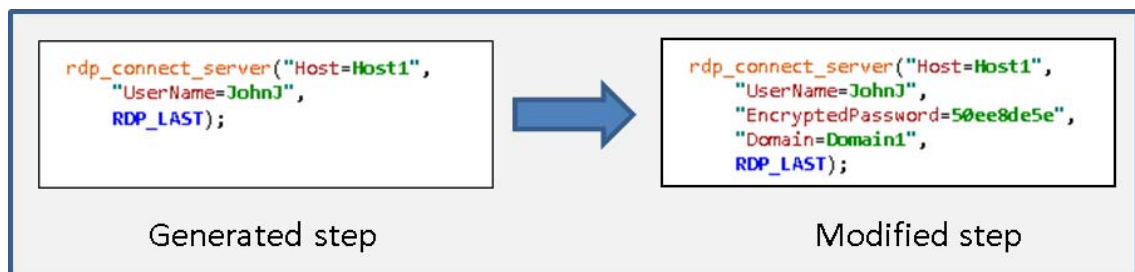 rdp_connect_server("Host=Host1",
"UserName=JohnJ",
RDP_LAST);
Generated step
rdp_connect_server("Host=Host1",
"UserName=JohnJ",
"EncryptedPassword=50ee8de5e",
"Domain=Domain1",
RDP_LAST);
Modified step